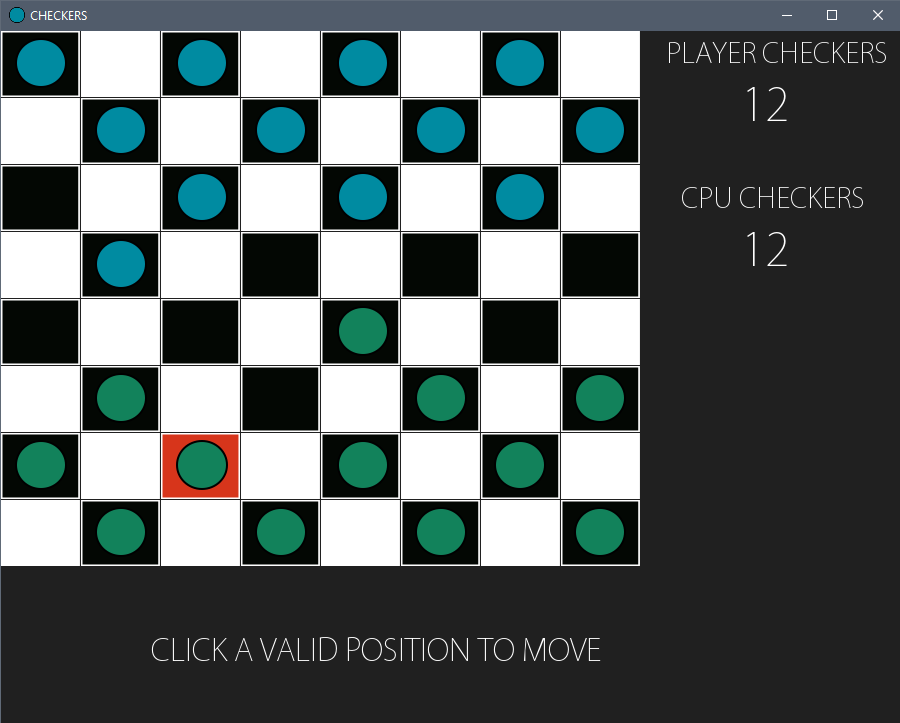 CHECKERS
PLAYER CHECKERS
12
CPU CHECKERS
12
CLICK A VALID POSITION TO MOVE